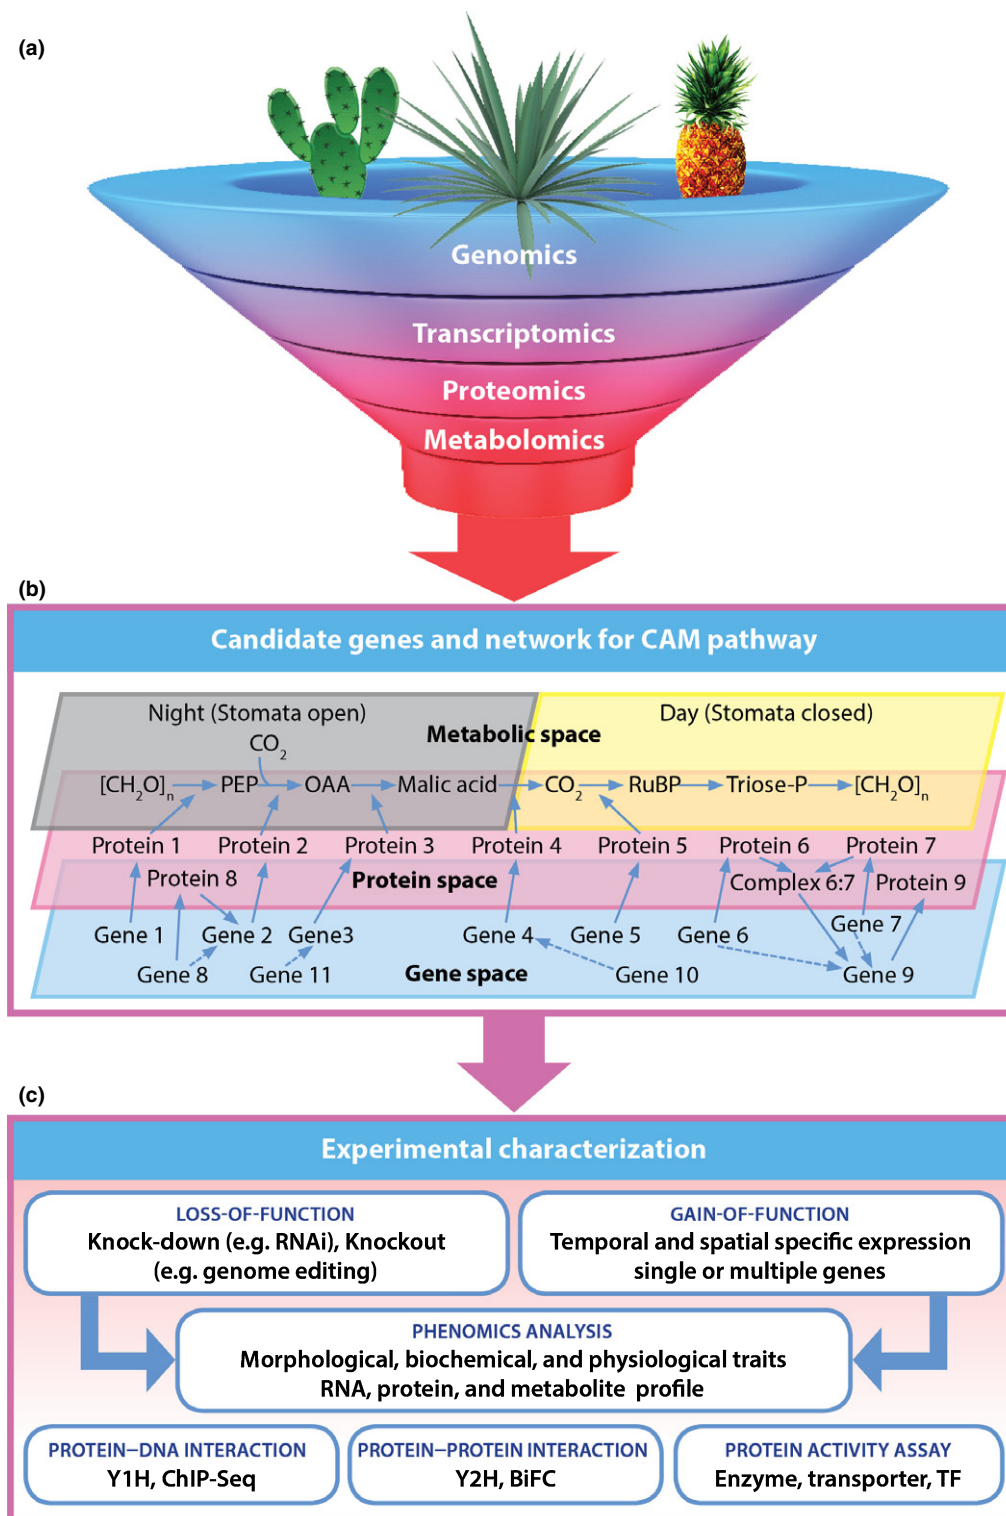 (a)
Genomics
Transcriptomics
Proteomics
Metabolomics
(b)
Candidate genes and network for CAM pathway
Night (Stomata open)
Day (Stomata closed)
Metabolic space
CO₂
[CH₂O]ₙ PEP OAA Malic acid CO₂ RuBP Triose-P [CH₂O]ₙ
Protein 1 Protein 2 Protein 3 Protein 4 Protein 5 Protein 6 Protein 7
Protein 8 Protein space Complex 6:7 Protein 9
Gene 7
Gene 1 Gene 2 Gene3 Gene 4 Gene 5 Gene 6
Gene 8 Gene 11 Gene space Gene 10 Gene 9
(c)
Experimental characterization
LOSS-OF-FUNCTION
Knock-down (e.g. RNAi), Knockout
(e.g. genome editing)
GAIN-OF-FUNCTION
Temporal and spatial specific expression
single or multiple genes
PHENOMICS ANALYSIS
Morphological, biochemical, and physiological traits
RNA, protein, and metabolite profile
PROTEIN–DNA INTERACTION
Y1H, ChIP-Seq
PROTEIN–PROTEIN INTERACTION
Y2H, BiFC
PROTEIN ACTIVITY ASSAY
Enzyme, transporter, TF